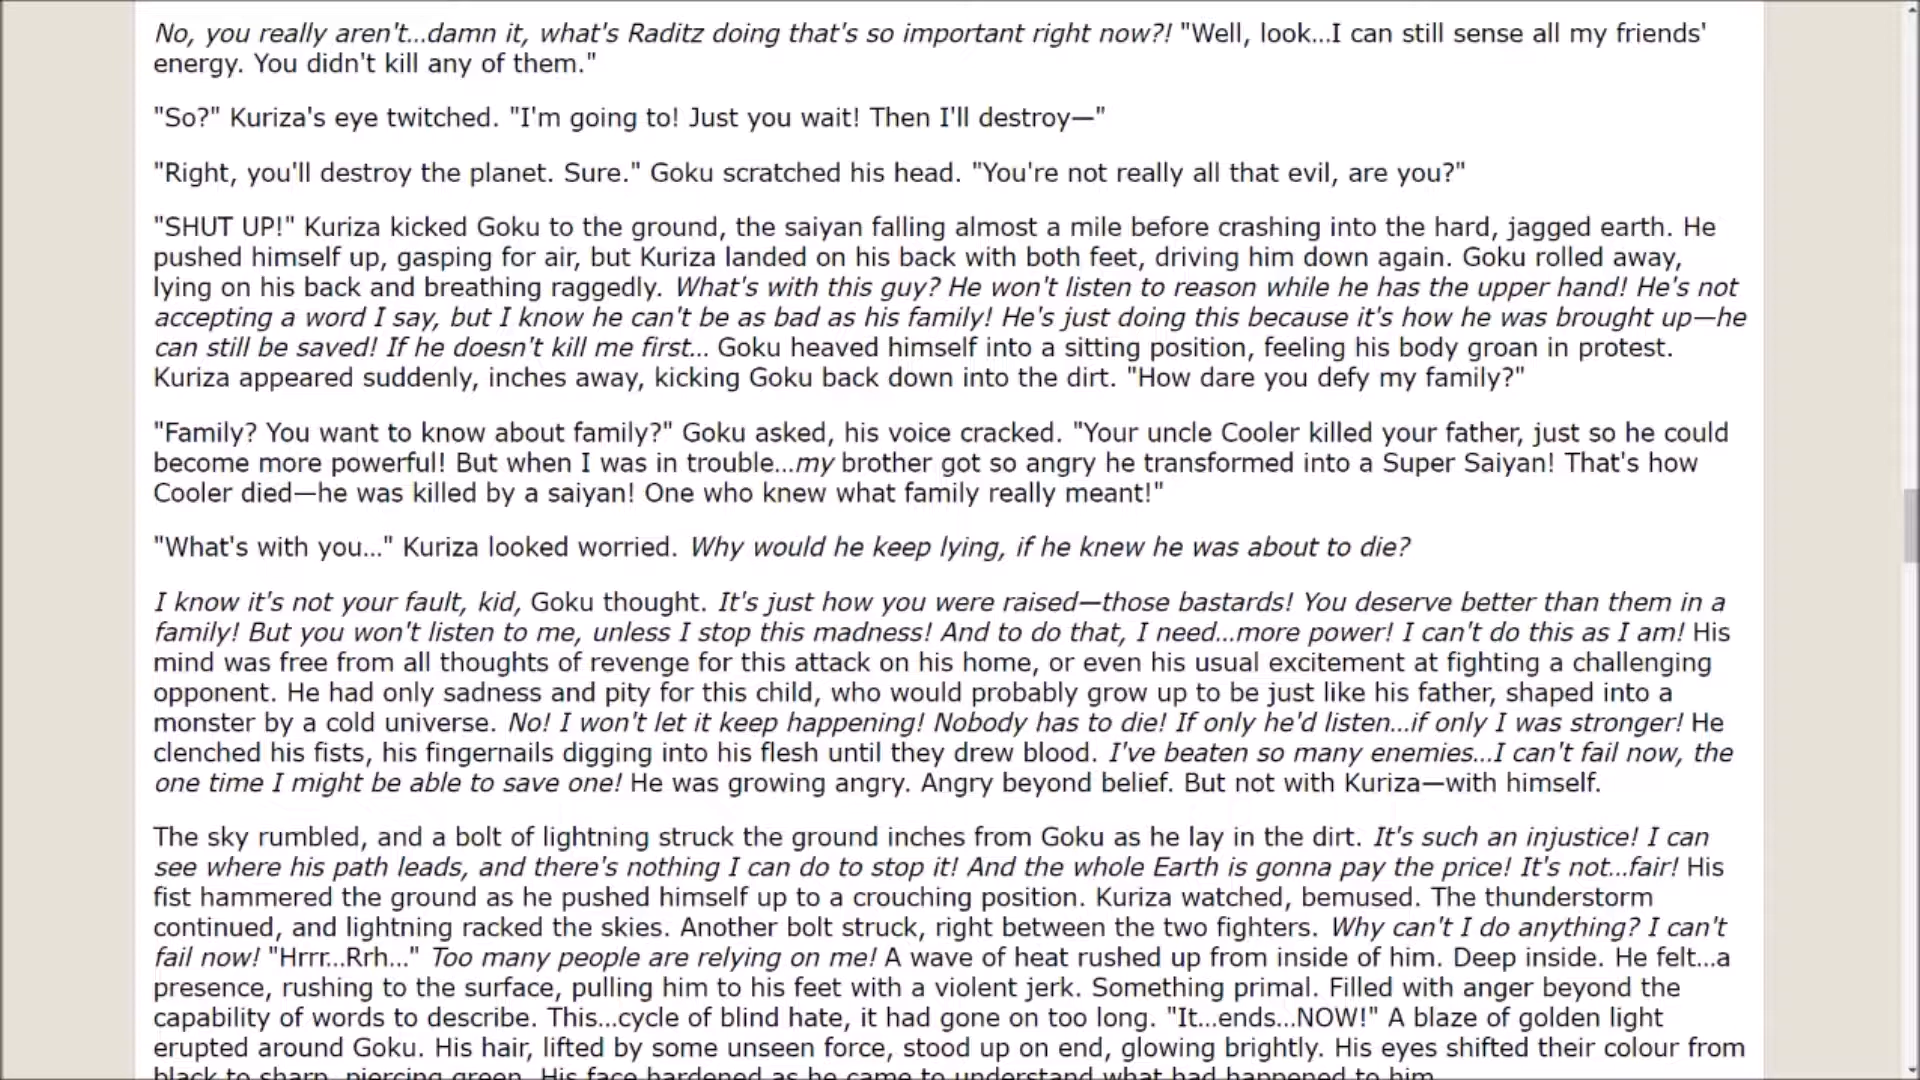 No, you really aren't...damn it, what's Raditz doing that's so important right now?! "Well, look...I can still sense all my friends'
energy. You didn't kill any of them."
"So?" Kuriza's eye twitched. "I'm going to! Just you wait! Then I'll destroy—"
"Right, you'll destroy the planet. Sure." Goku scratched his head. "You're not really all that evil, are you?"
"SHUT UP!" Kuriza kicked Goku to the ground, the saiyan falling almost a mile before crashing into the hard, jagged earth. He
pushed himself up, gasping for air, but Kuriza landed on his back with both feet, driving him down again. Goku rolled away,
lying on his back and breathing raggedly. What's with this guy? He won't listen to reason while he has the upper hand! He's not
accepting a word I say, but I know he can't be as bad as his family! He's just doing this because it's how he was brought up—he
can still be saved! If he doesn't kill me first... Goku heaved himself into a sitting position, feeling his body groan in protest.
Kuriza appeared suddenly, inches away, kicking Goku back down into the dirt. "How dare you defy my family?"
"Family? You want to know about family?" Goku asked, his voice cracked. "Your uncle Cooler killed your father, just so he could
become more powerful! But when I was in trouble...my brother got so angry he transformed into a Super Saiyan! That's how
Cooler died—he was killed by a saiyan! One who knew what family really meant!"
"What's with you..." Kuriza looked worried. Why would he keep lying, if he knew he was about to die?
I know it's not your fault, kid, Goku thought. It's just how you were raised—those bastards! You deserve better than them in a
family! But you won't listen to me, unless I stop this madness! And to do that, I need...more power! I can't do this as I am! His
mind was free from all thoughts of revenge for this attack on his home, or even his usual excitement at fighting a challenging
opponent. He had only sadness and pity for this child, who would probably grow up to be just like his father, shaped into a
monster by a cold universe. No! I won't let it keep happening! Nobody has to die! If only he'd listen...if only I was stronger! He
clenched his fists, his fingernails digging into his flesh until they drew blood. I've beaten so many enemies...I can't fail now, the
one time I might be able to save one! He was growing angry. Angry beyond belief. But not with Kuriza—with himself.
The sky rumbled, and a bolt of lightning struck the ground inches from Goku as he lay in the dirt. It's such an injustice! I can
see where his path leads, and there's nothing I can do to stop it! And the whole Earth is gonna pay the price! It's not...fair! His
fist hammered the ground as he pushed himself up to a crouching position. Kuriza watched, bemused. The thunderstorm
continued, and lightning racked the skies. Another bolt struck, right between the two fighters. Why can't I do anything? I can't
fail now! "Hrrr...Rrh..." Too many people are relying on me! A wave of heat rushed up from inside of him. Deep inside. He felt...a
presence, rushing to the surface, pulling him to his feet with a violent jerk. Something primal. Filled with anger beyond the
capability of words to describe. This...cycle of blind hate, it had gone on too long. "It...ends...NOW!" A blaze of golden light
erupted around Goku. His hair, lifted by some unseen force, stood up on end, glowing brightly. His eyes shifted their colour from
black to sharp, piercing green. His face hardened as he came to understand what had happened to him.